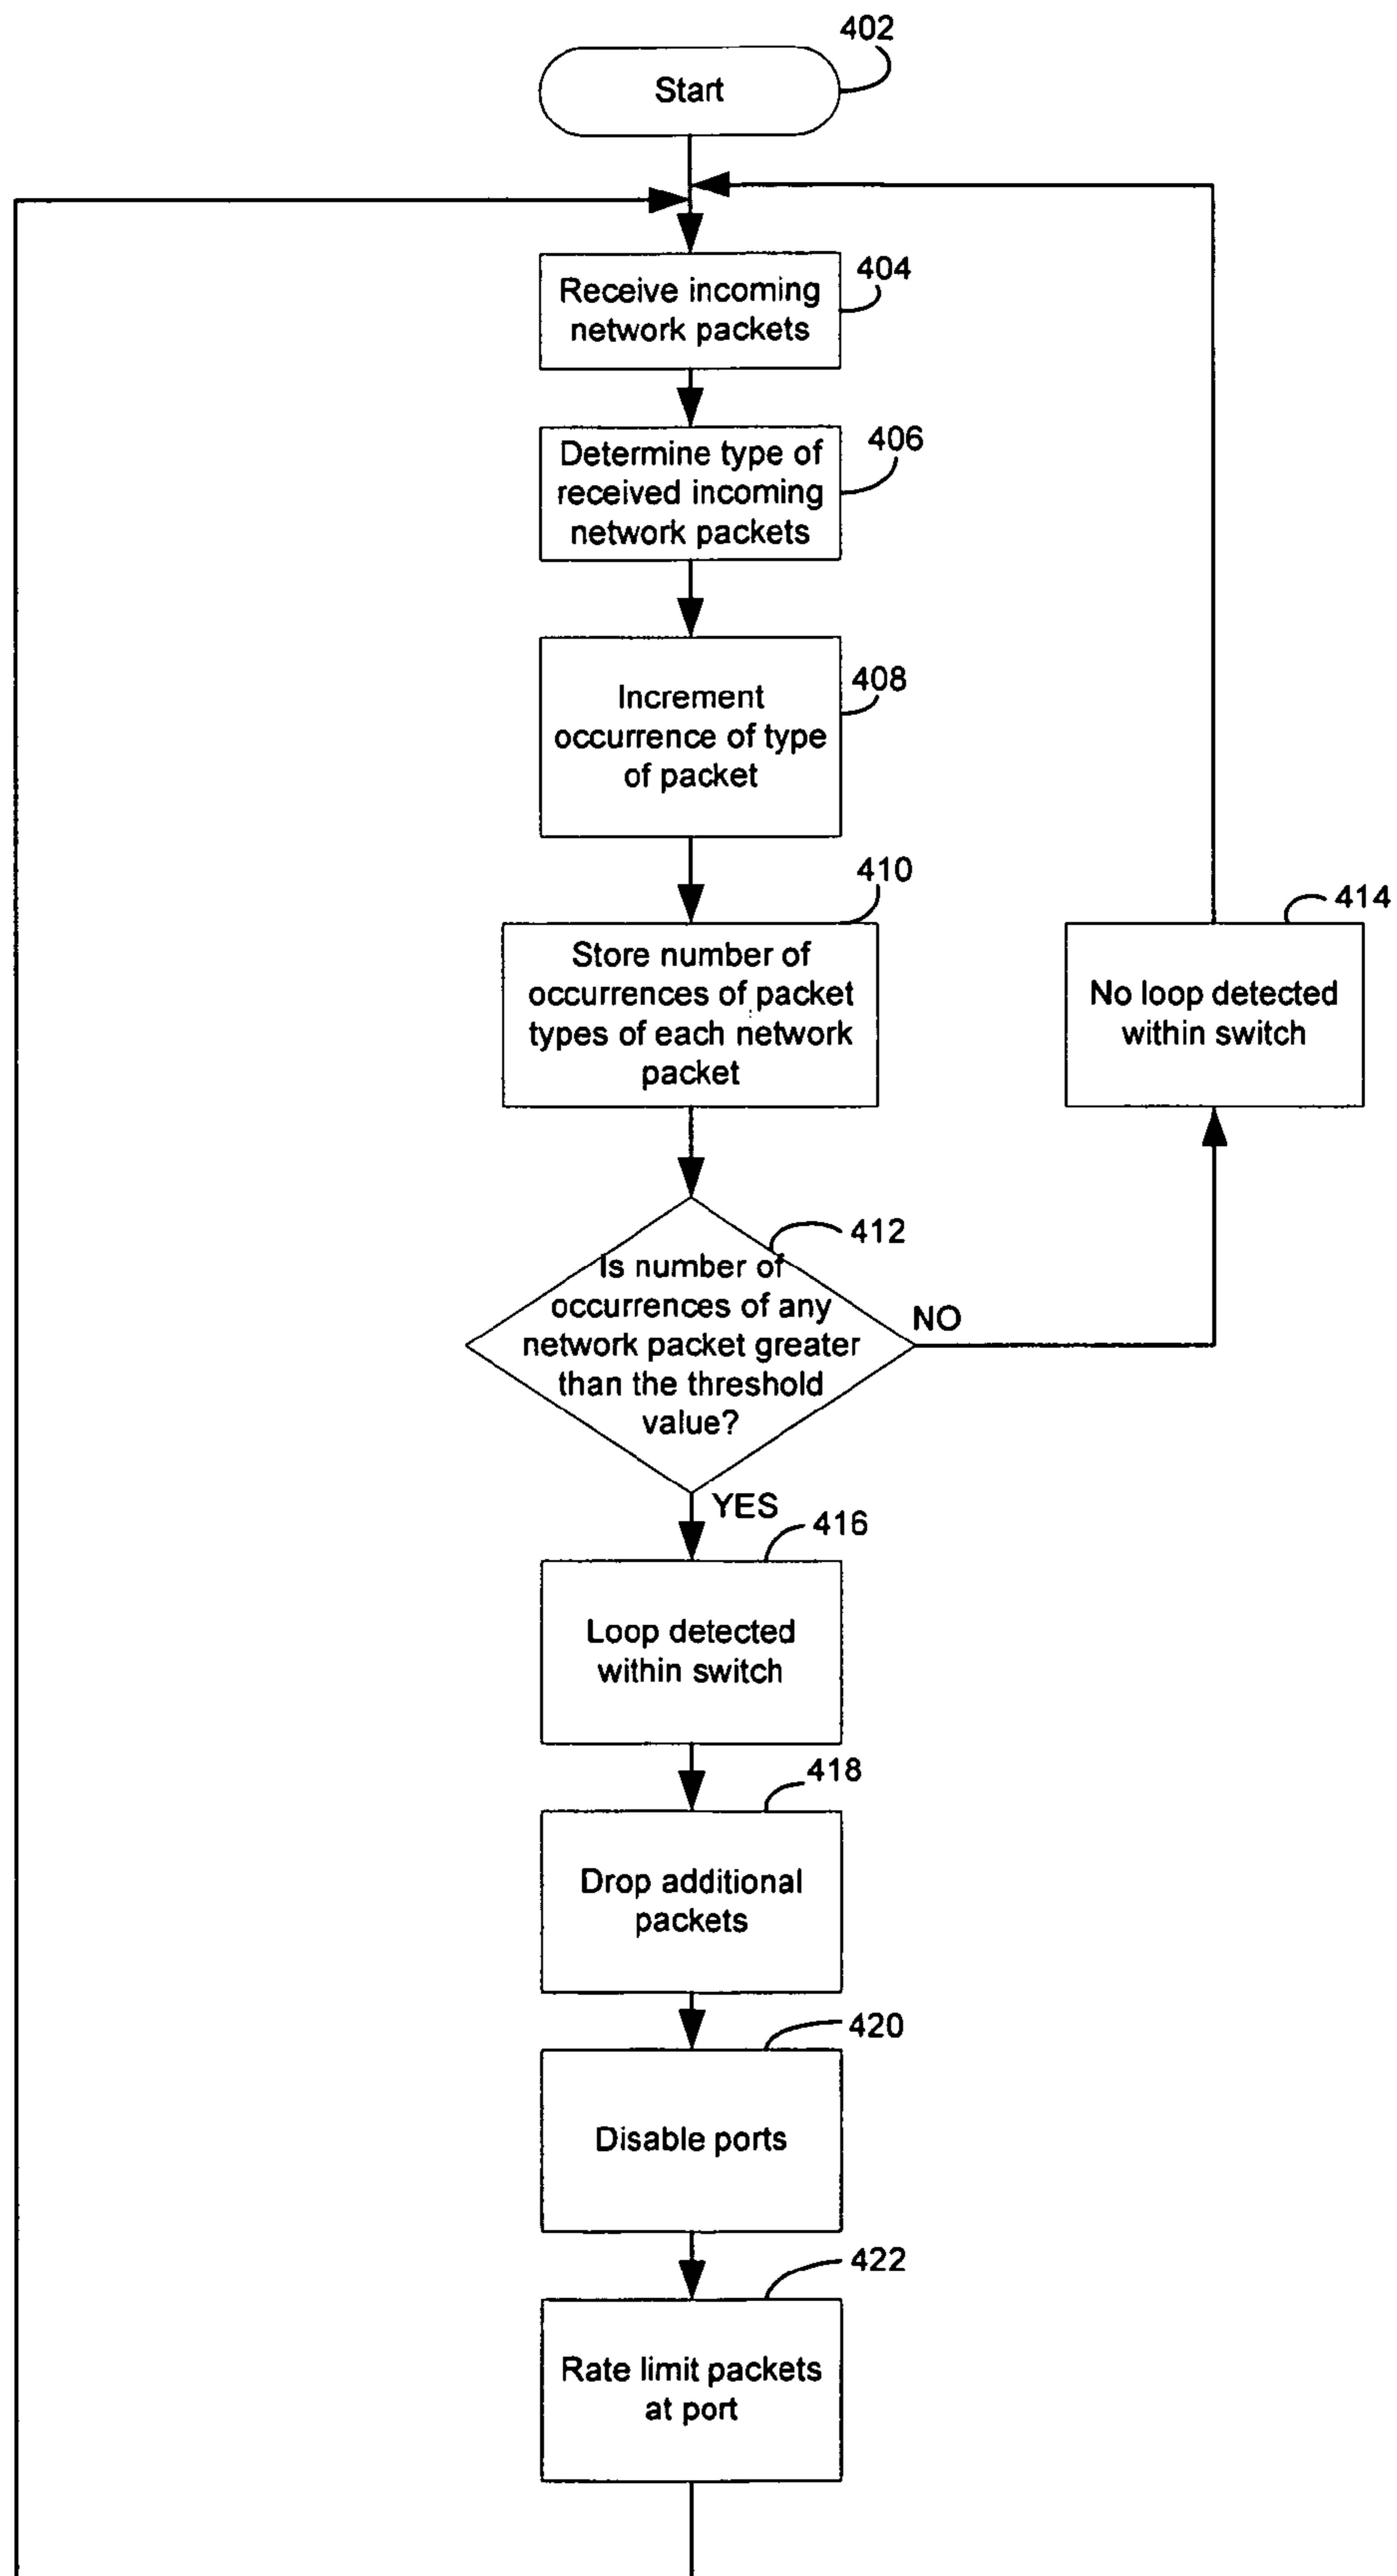 402
Start
404
Receive incoming
network packets
406
Determine type of
received incoming
network packets
408
Increment
occurrence of type
of packet
410
Store number of
occurrences of packet
types of each network
packet
414
No loop detected
within switch
412
Is number of
occurrences of any
network packet greater
than the threshold
value?
NO
YES
416
Loop detected
within switch
418
Drop additional
packets
420
Disable ports
422
Rate limit packets
at port